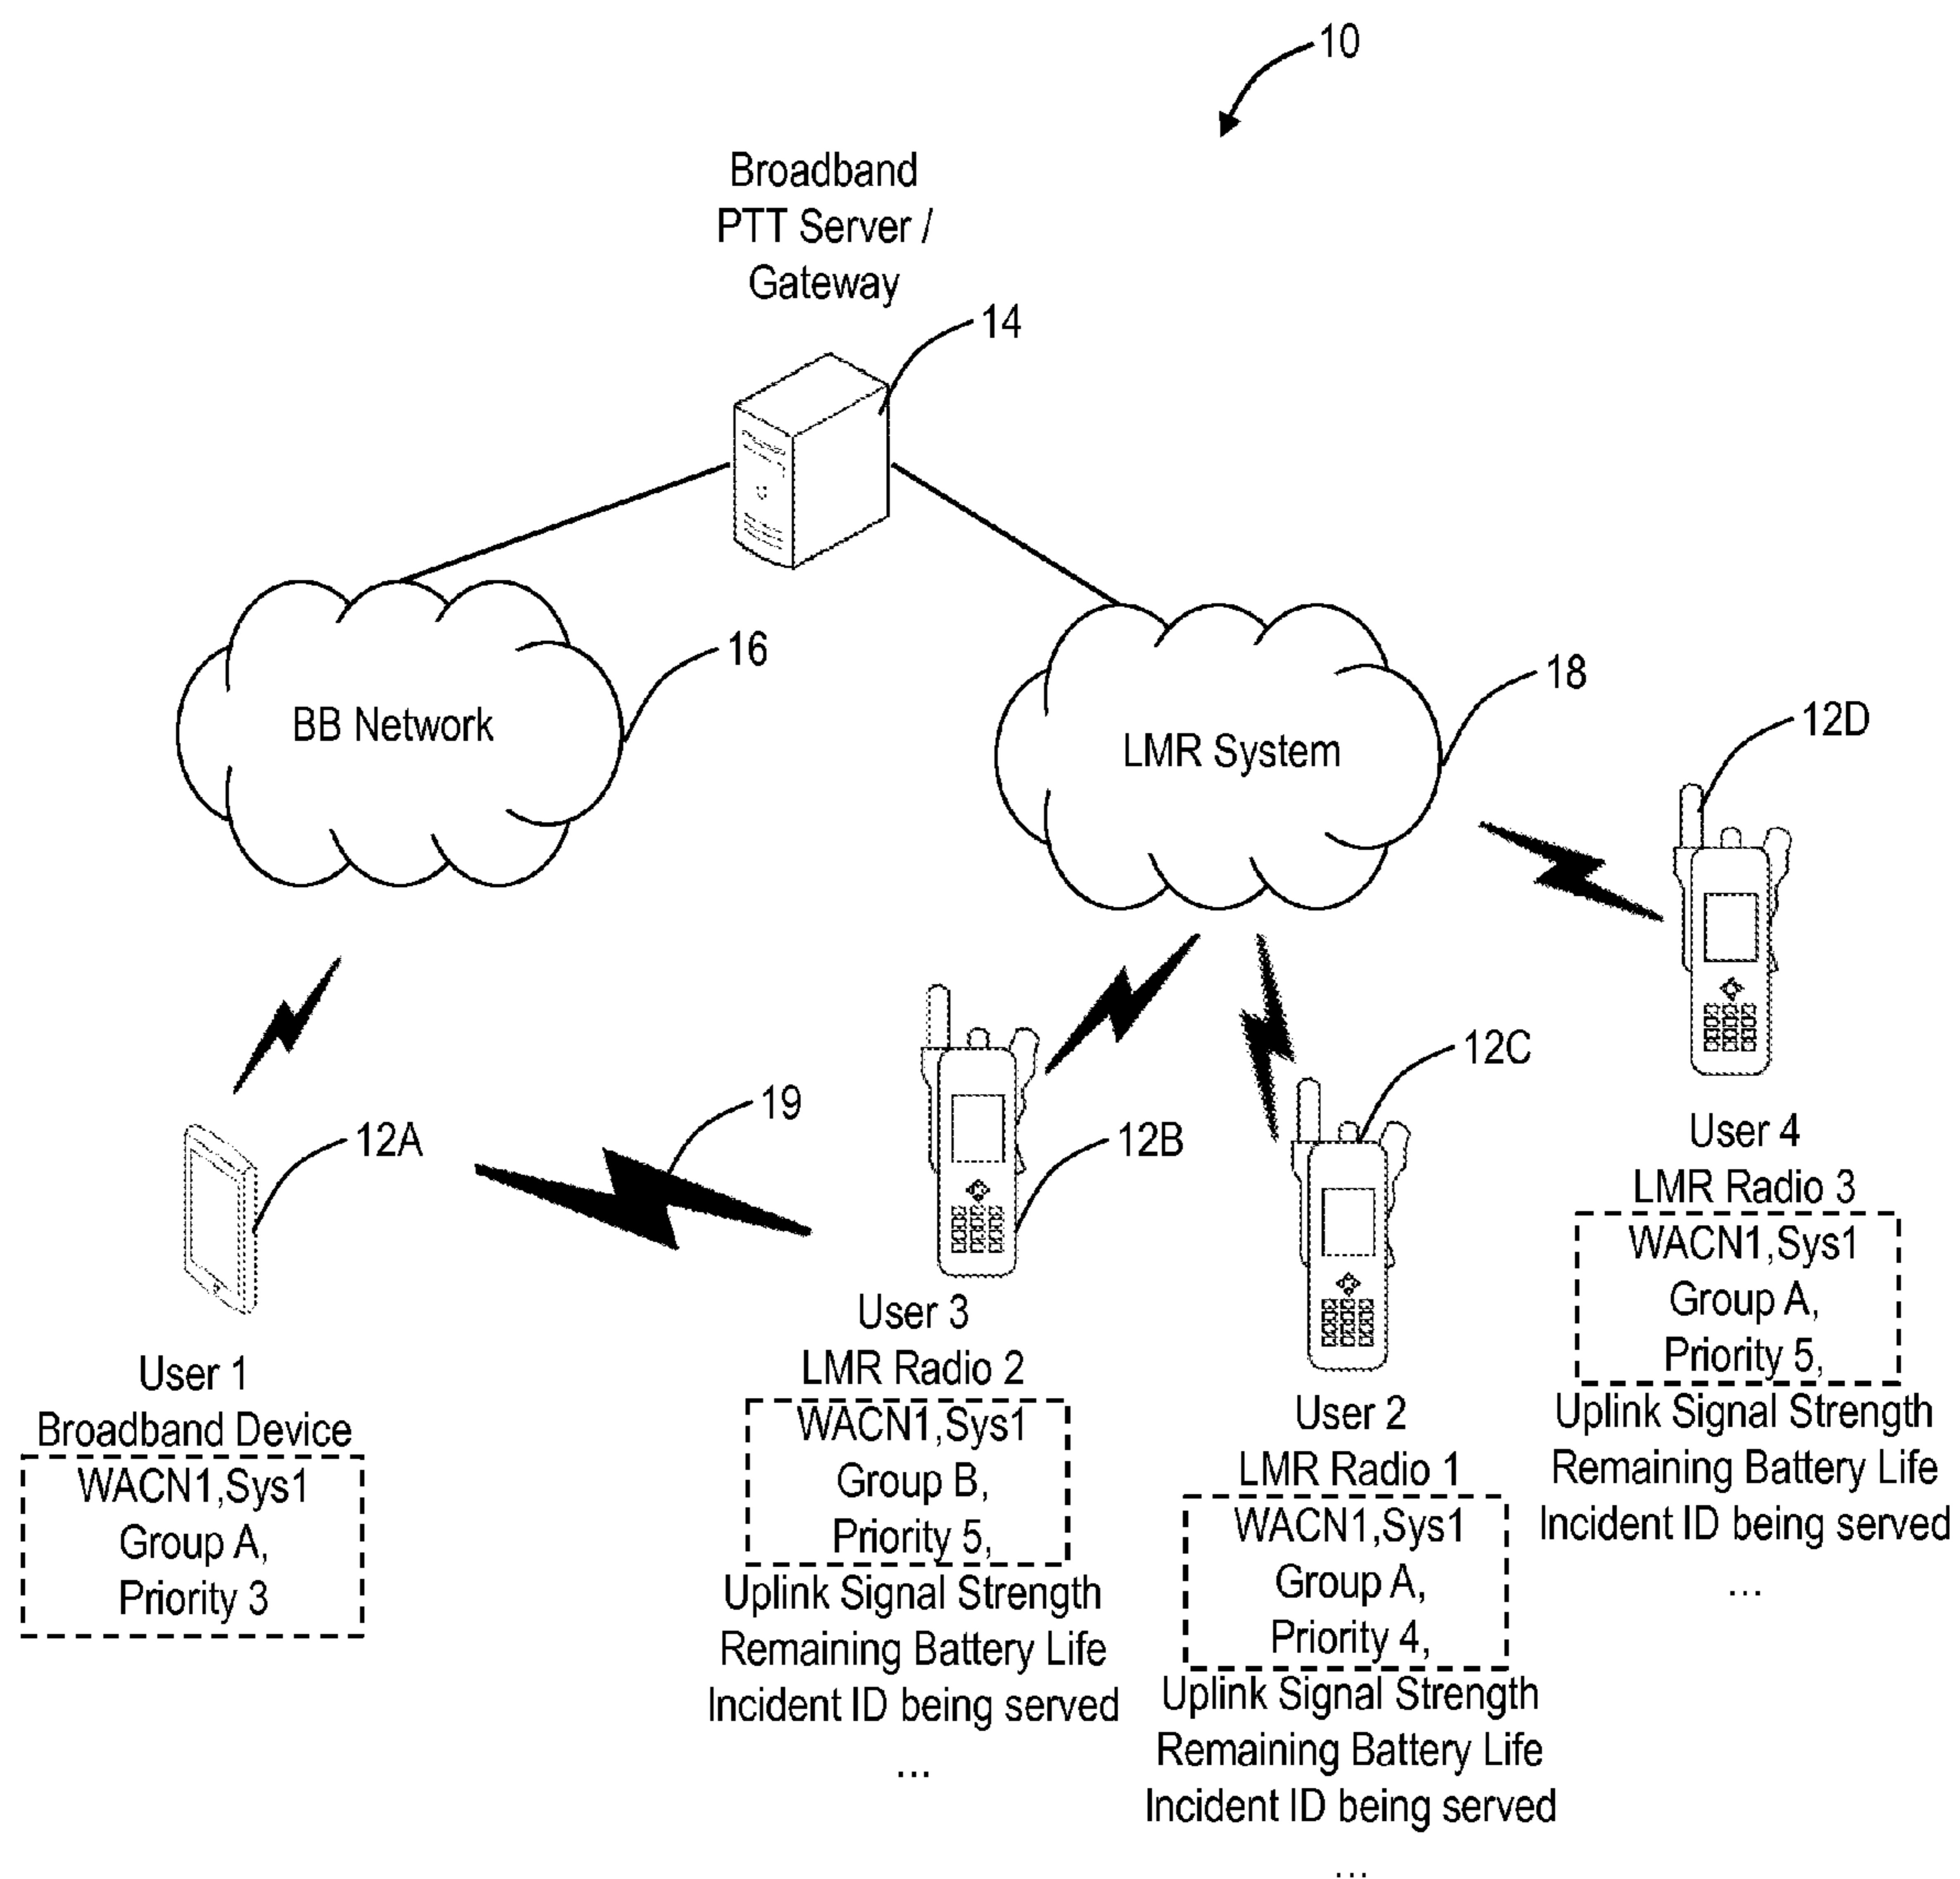 10
Broadband
PTT Server /
Gateway
14
16
BB Network
18
LMR System
12D
12C
19
12A
12B
User 1
Broadband Device
WACN1,Sys1
Group A,
Priority 3
User 3
LMR Radio 2
WACN1,Sys1
Group B,
Priority 5,
Uplink Signal Strength
Remaining Battery Life
Incident ID being served
...
User 2
LMR Radio 1
WACN1,Sys1
Group A,
Priority 4,
Uplink Signal Strength
Remaining Battery Life
Incident ID being served
...
User 4
LMR Radio 3
WACN1,Sys1
Group A,
Priority 5,
Uplink Signal Strength
Remaining Battery Life
Incident ID being served
...